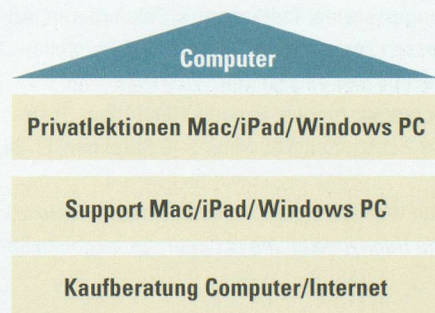 Computer
Privatlektionen Mac/iPad/Windows PC
Support Mac/iPad/Windows PC
Kaufberatung Computer/Internet